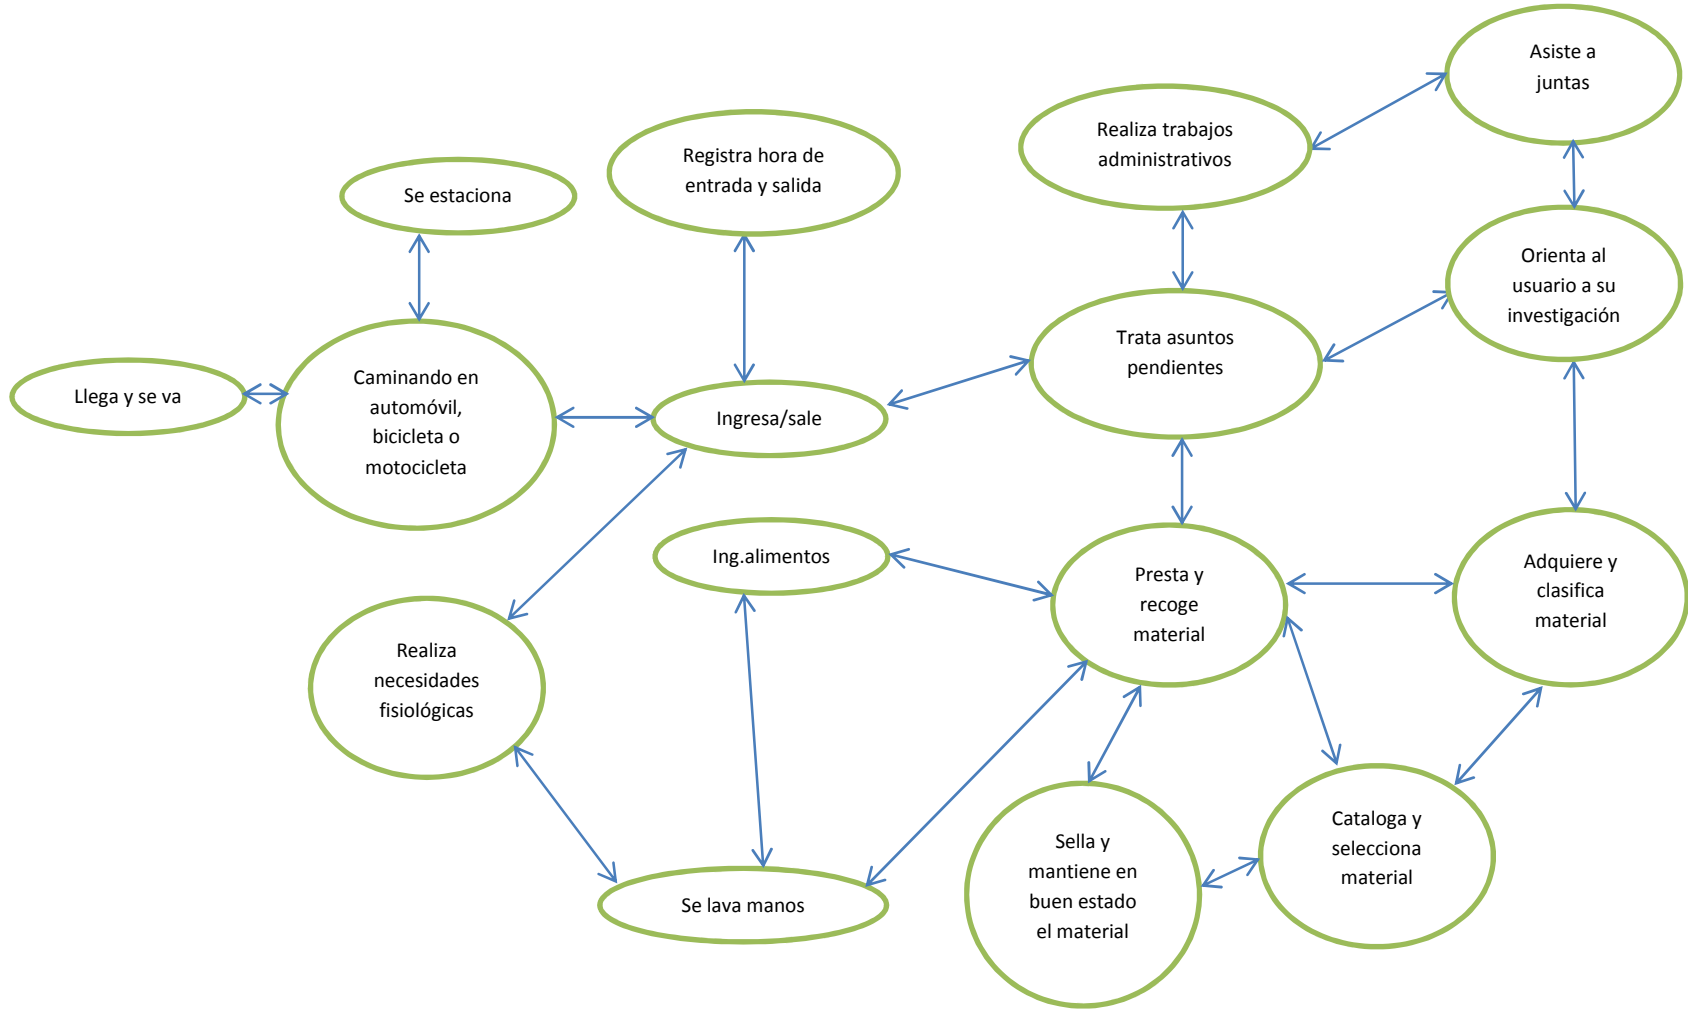 Asiste a
juntas
Realiza trabajos
administrativos
Registra hora de
entrada y salida
Se estaciona
Orienta al
usuario a su
investigación
Trata asuntos
pendientes
Llega y se va
Caminando en
automóvil,
bicicleta o
motocicleta
Ingresa/sale
Ing.alimentos
Presta y
recoge
material
Adquiere y
clasifica
material
Realiza
necesidades
fisiológicas
Se lava manos
Sella y
mantiene en
buen estado
el material
Cataloga y
selecciona
material